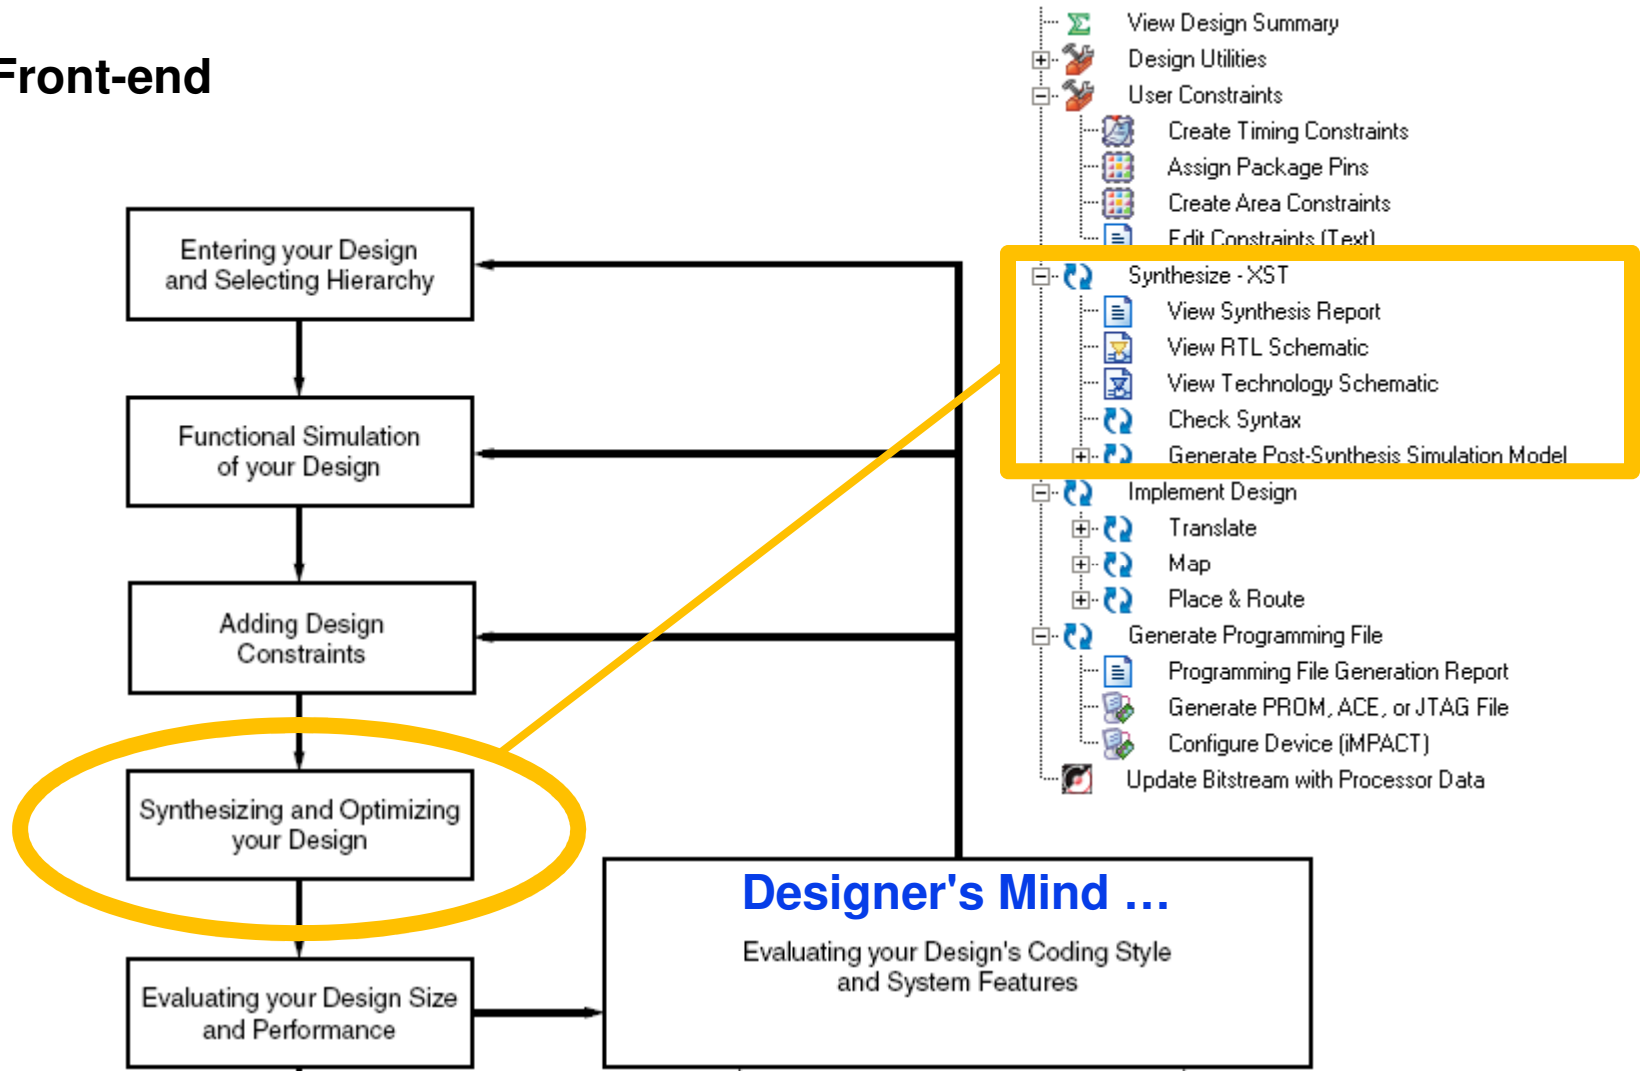 Front-end
Entering your Design
and Selecting Hierarchy
Functional Simulation
of your Design
Adding Design
Constraints
Synthesizing and Optimizing
your Design
Evaluating your Design Size
and Performance
Designer's Mind …
Evaluating your Design's Coding Style
and System Features
View Design Summary
Design Utilities
User Constraints
Create Timing Constraints
Assign Package Pins
Create Area Constraints
Edit Constraints (Text)
Synthesize - XST
View Synthesis Report
View RTL Schematic
View Technology Schematic
Check Syntax
Generate Post-Synthesis Simulation Model
Implement Design
Translate
Map
Place & Route
Generate Programming File
Programming File Generation Report
Generate PROM, ACE, or JTAG File
Configure Device (iMPACT)
Update Bitstream with Processor Data